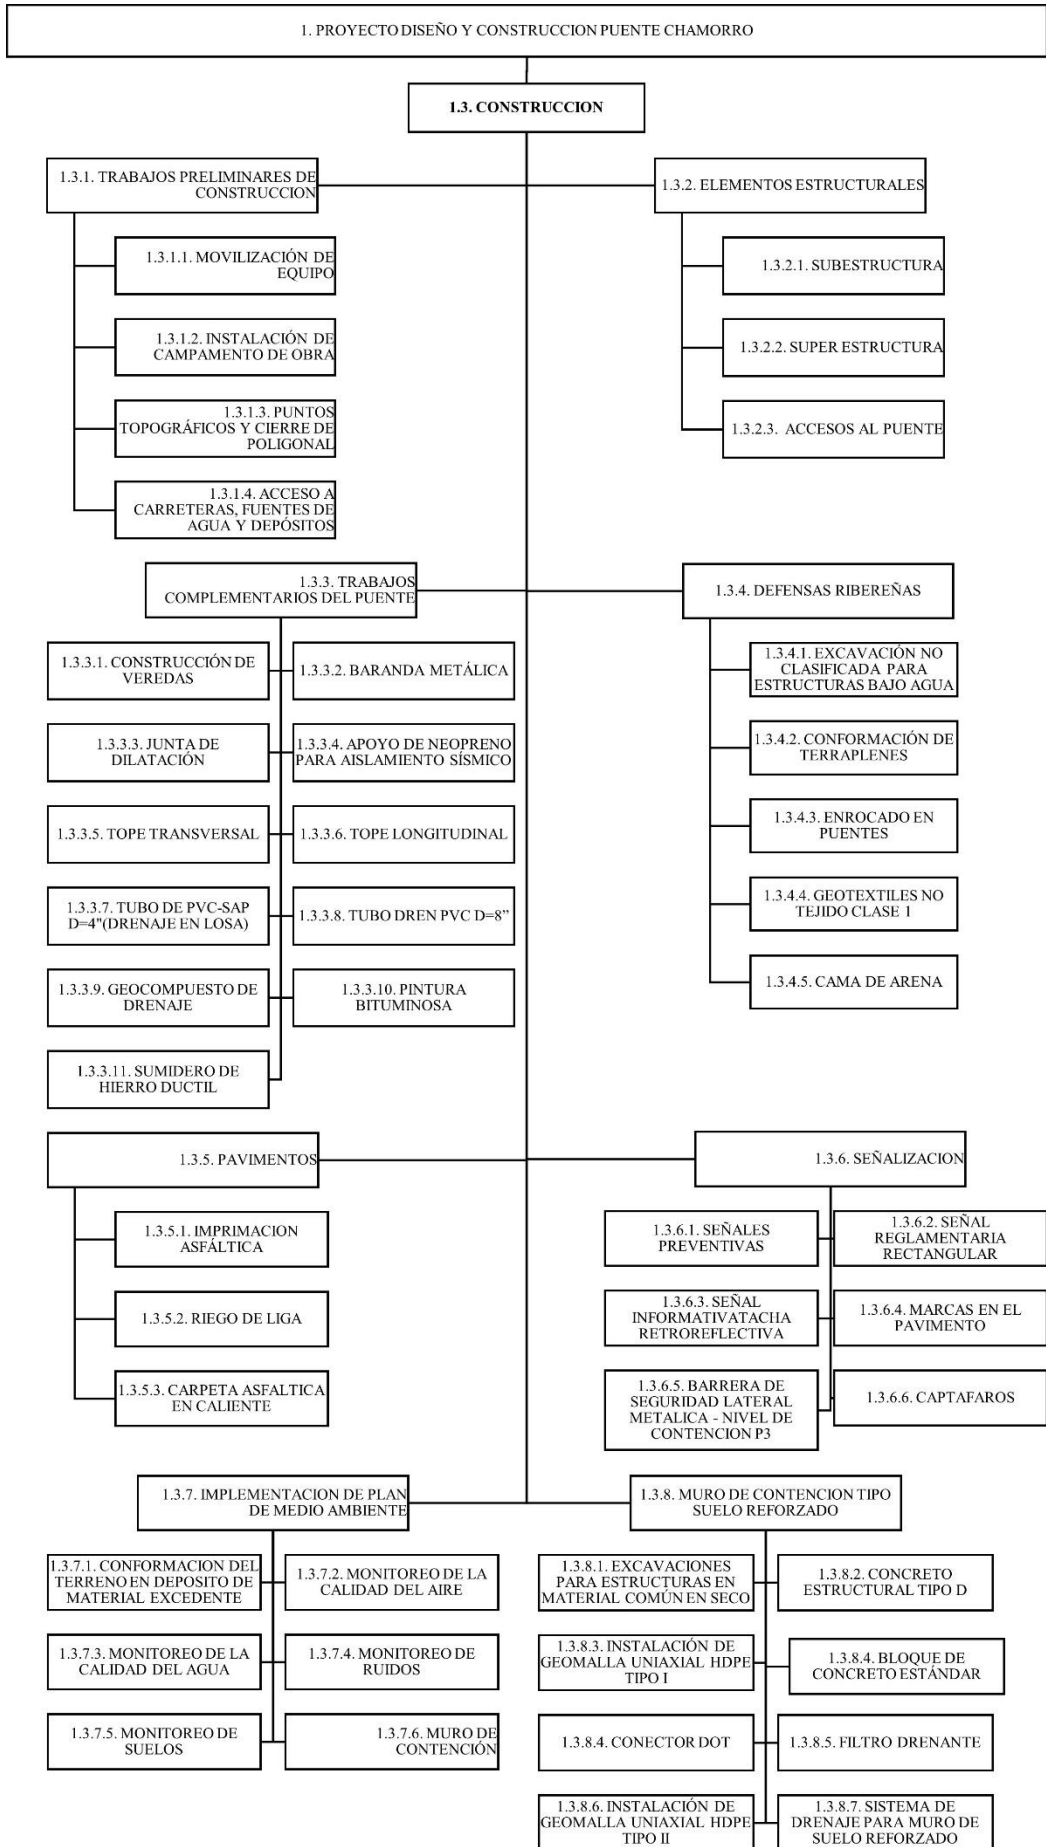 1. PROYECTO DISEÑO Y CONSTRUCCION PUENTE CHAMORRO
1.3. CONSTRUCCION
1.3.1. TRABAJOS PRELIMINARES DE
CONSTRUCCION
1.3.1.1. MOVILIZACIÓN DE
EQUIPO
1.3.1.2. INSTALACIÓN DE
CAMPAMENTO DE OBRA
1.3.1.3. PUNTOS
TOPOGRÁFICOS Y CIERRE DE
POLIGONAL
1.3.1.4. ACCESO A
CARRETERAS, FUENTES DE
AGUA Y DEPÓSITOS
1.3.2. ELEMENTOS ESTRUCTURALES
1.3.2.1. SUBESTRUCTURA
1.3.2.2. SUPER ESTRUCTURA
1.3.2.3. ACCESOS AL PUENTE
1.3.3. TRABAJOS
COMPLEMENTARIOS DEL PUENTE
1.3.3.1. CONSTRUCCIÓN DE
VEREDAS
1.3.3.2. BARANDA METÁLICA
1.3.3.3. JUNTA DE
DILATACIÓN
1.3.3.4. APOYO DE NEOPRENO
PARA AISLAMIENTO SÍSMICO
1.3.3.5. TOPE TRANSVERSAL
1.3.3.6. TOPE LONGITUDINAL
1.3.3.7. TUBO DE PVC-SAP
D=4"(DRENAJE EN LOSA)
1.3.3.8. TUBO DREN PVC D=8”
1.3.3.9. GEOCOMPUESTO DE
DRENAJE
1.3.3.10. PINTURA
BITUMINOSA
1.3.3.11. SUMIDERO DE
HIERRO DUCTIL
1.3.4. DEFENSAS RIBEREÑAS
1.3.4.1. EXCAVACIÓN NO
CLASIFICADA PARA
ESTRUCTURAS BAJO AGUA
1.3.4.2. CONFORMACIÓN DE
TERRAPLENES
1.3.4.3. ENROCADO EN
PUENTES
1.3.4.4. GEOTEXTILES NO
TEJIDO CLASE 1
1.3.4.5. CAMA DE ARENA
1.3.5. PAVIMENTOS
1.3.5.1. IMPRIMACION
ASFÁLTICA
1.3.5.2. RIEGO DE LIGA
1.3.5.3. CARPETA ASFALTICA
EN CALIENTE
1.3.6. SEÑALIZACION
1.3.6.1. SEÑALES
PREVENTIVAS
1.3.6.2. SEÑAL
REGLAMENTARIA
RECTANGULAR
1.3.6.3. SEÑAL
INFORMATIVATACHA
RETROREFLECTIVA
1.3.6.4. MARCAS EN EL
PAVIMENTO
1.3.6.5. BARRERA DE
SEGURIDAD LATERAL
METALICA - NIVEL DE
CONTENCION P3
1.3.6.6. CAPTAFAROS
1.3.7. IMPLEMENTACION DE PLAN
DE MEDIO AMBIENTE
1.3.7.1. CONFORMACION DEL
TERRENO EN DEPOSITO DE
MATERIAL EXCEDENTE
1.3.7.2. MONITOREO DE LA
CALIDAD DEL AIRE
1.3.7.3. MONITOREO DE LA
CALIDAD DEL AGUA
1.3.7.4. MONITOREO DE
RUIDOS
1.3.7.5. MONITOREO DE
SUELOS
1.3.7.6. MURO DE
CONTENCIÓN
1.3.8. MURO DE CONTENCION TIPO
SUELO REFORZADO
1.3.8.1. EXCAVACIONES
PARA ESTRUCTURAS EN
MATERIAL COMÚN EN SECO
1.3.8.2. CONCRETO
ESTRUCTURAL TIPO D
1.3.8.3. INSTALACIÓN DE
GEOMALLA UNIAXIAL HDPE
TIPO I
1.3.8.4. BLOQUE DE
CONCRETO ESTÁNDAR
1.3.8.4. CONECTOR DOT
1.3.8.5. FILTRO DRENANTE
1.3.8.6. INSTALACIÓN DE
GEOMALLA UNIAXIAL HDPE
TIPO II
1.3.8.7. SISTEMA DE
DRENAJE PARA MURO DE
SUELO REFORZADO